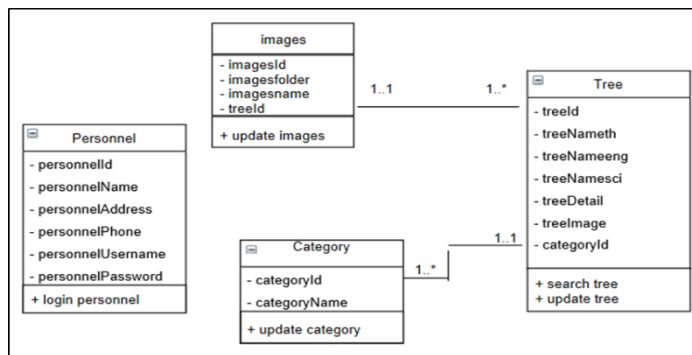 images
- imagesId
- imagesfolder
- imagesname
- treeId
+ update images
1..1
1..*
Tree
- treeId
- treeNameth
- treeNameeng
- treeNamesci
- treeDetail
- treeImage
- categoryId
+ search tree
+ update tree
Personnel
- personnelId
- personnelName
- personnelAddress
- personnelPhone
- personnelUsername
- personnelPassword
+ login personnel
Category
- categoryId
- categoryName
+ update category
1..*
1..1